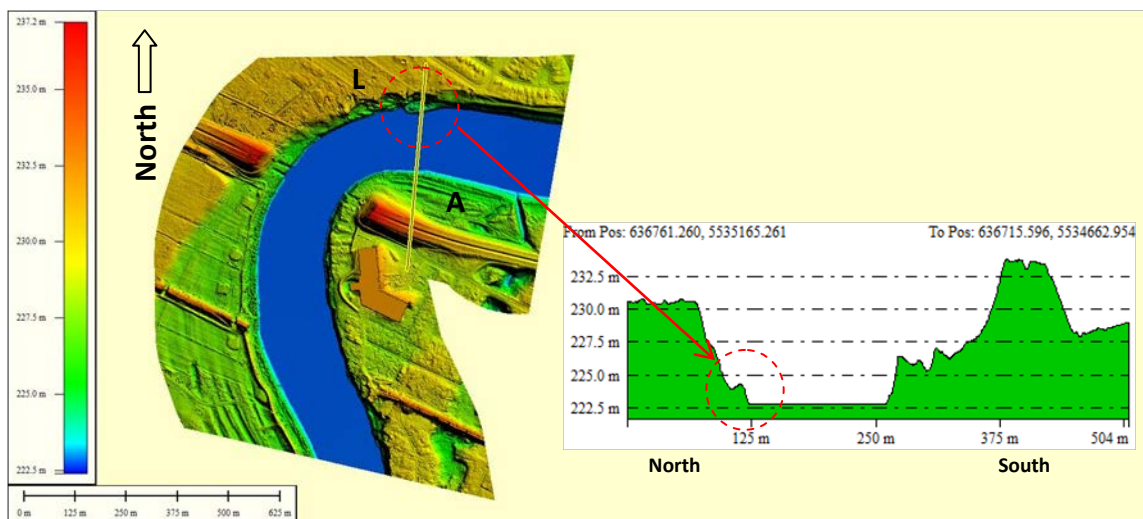 237.2 m
235.0 m
232.5 m
230.0 m
227.5 m
225.0 m
222.5 m
North
L
A
0 m 125 m 250 m 375 m 500 m 625 m
From Pos: 636761.260, 5535165.261 To Pos: 636715.596, 5534662.954
232.5 m
230.0 m
227.5 m
225.0 m
222.5 m
125 m 250 m 375 m 504 m
North South